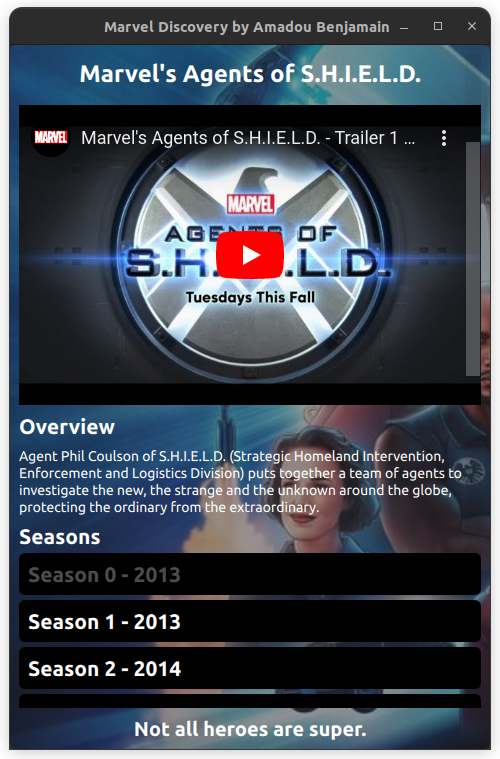 Marvel Discovery by Amadou Benjamain
Marvel's Agents of S.H.I.E.L.D.
MARVEL
Marvel's Agents of S.H.I.E.L.D. - Trailer 1 ...
MARVEL
AGENTS OF
S.H.I.E.L.D.
Tuesdays This Fall
Overview
Agent Phil Coulson of S.H.I.E.L.D. (Strategic Homeland Intervention,
Enforcement and Logistics Division) puts together a team of agents to
investigate the new, the strange and the unknown around the globe,
protecting the ordinary from the extraordinary.
Seasons
Season 0 - 2013
Season 1 - 2013
Season 2 - 2014
Not all heroes are super.